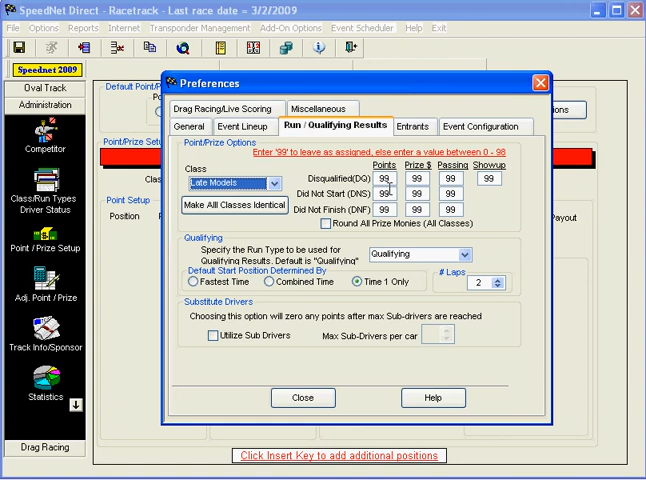 SpeedNet Direct - Racetrack - Last race date = 3/2/2009
File Options Reports Internet Transponder Management Add-On Options Event Scheduler Help Exit
Speednet 2009
Oval Track
Administration
Competitor
Class/Run Types
Driver Status
Point / Prize Setup
Adj. Point / Prize
Track Info/Sponsor
Statistics
Drag Racing
Default Point/P
Point/Prize Setu
Class
Point Setup
Position
Payout
Click Insert Key to add additional positions
Preferences
Drag Racing/Live Scoring Miscellaneous
General Event Lineup Run / Qualifying Results Entrants Event Configuration
Point/Prize Options
Enter '99' to leave as assigned, else enter a value between 0 - 98
Class
Late Models
Make All Classes Identical
Points Prize $ Passing Showup
Disqualified(DQ) 99 99 99 99
Did Not Start (DNS) 99 99 99
Did Not Finish (DNF) 99 99 99
Round All Prize Monies (All Classes)
Qualifying
Specify the Run Type to be used for
Qualifying Results. Default is "Qualifying"
Qualifying
Default Start Position Determined By
Fastest Time Combined Time Time 1 Only
# Laps
2
Substitute Drivers
Choosing this option will zero any points after max Sub-drivers are reached
Utilize Sub Drivers Max Sub-Drivers per car
Close Help